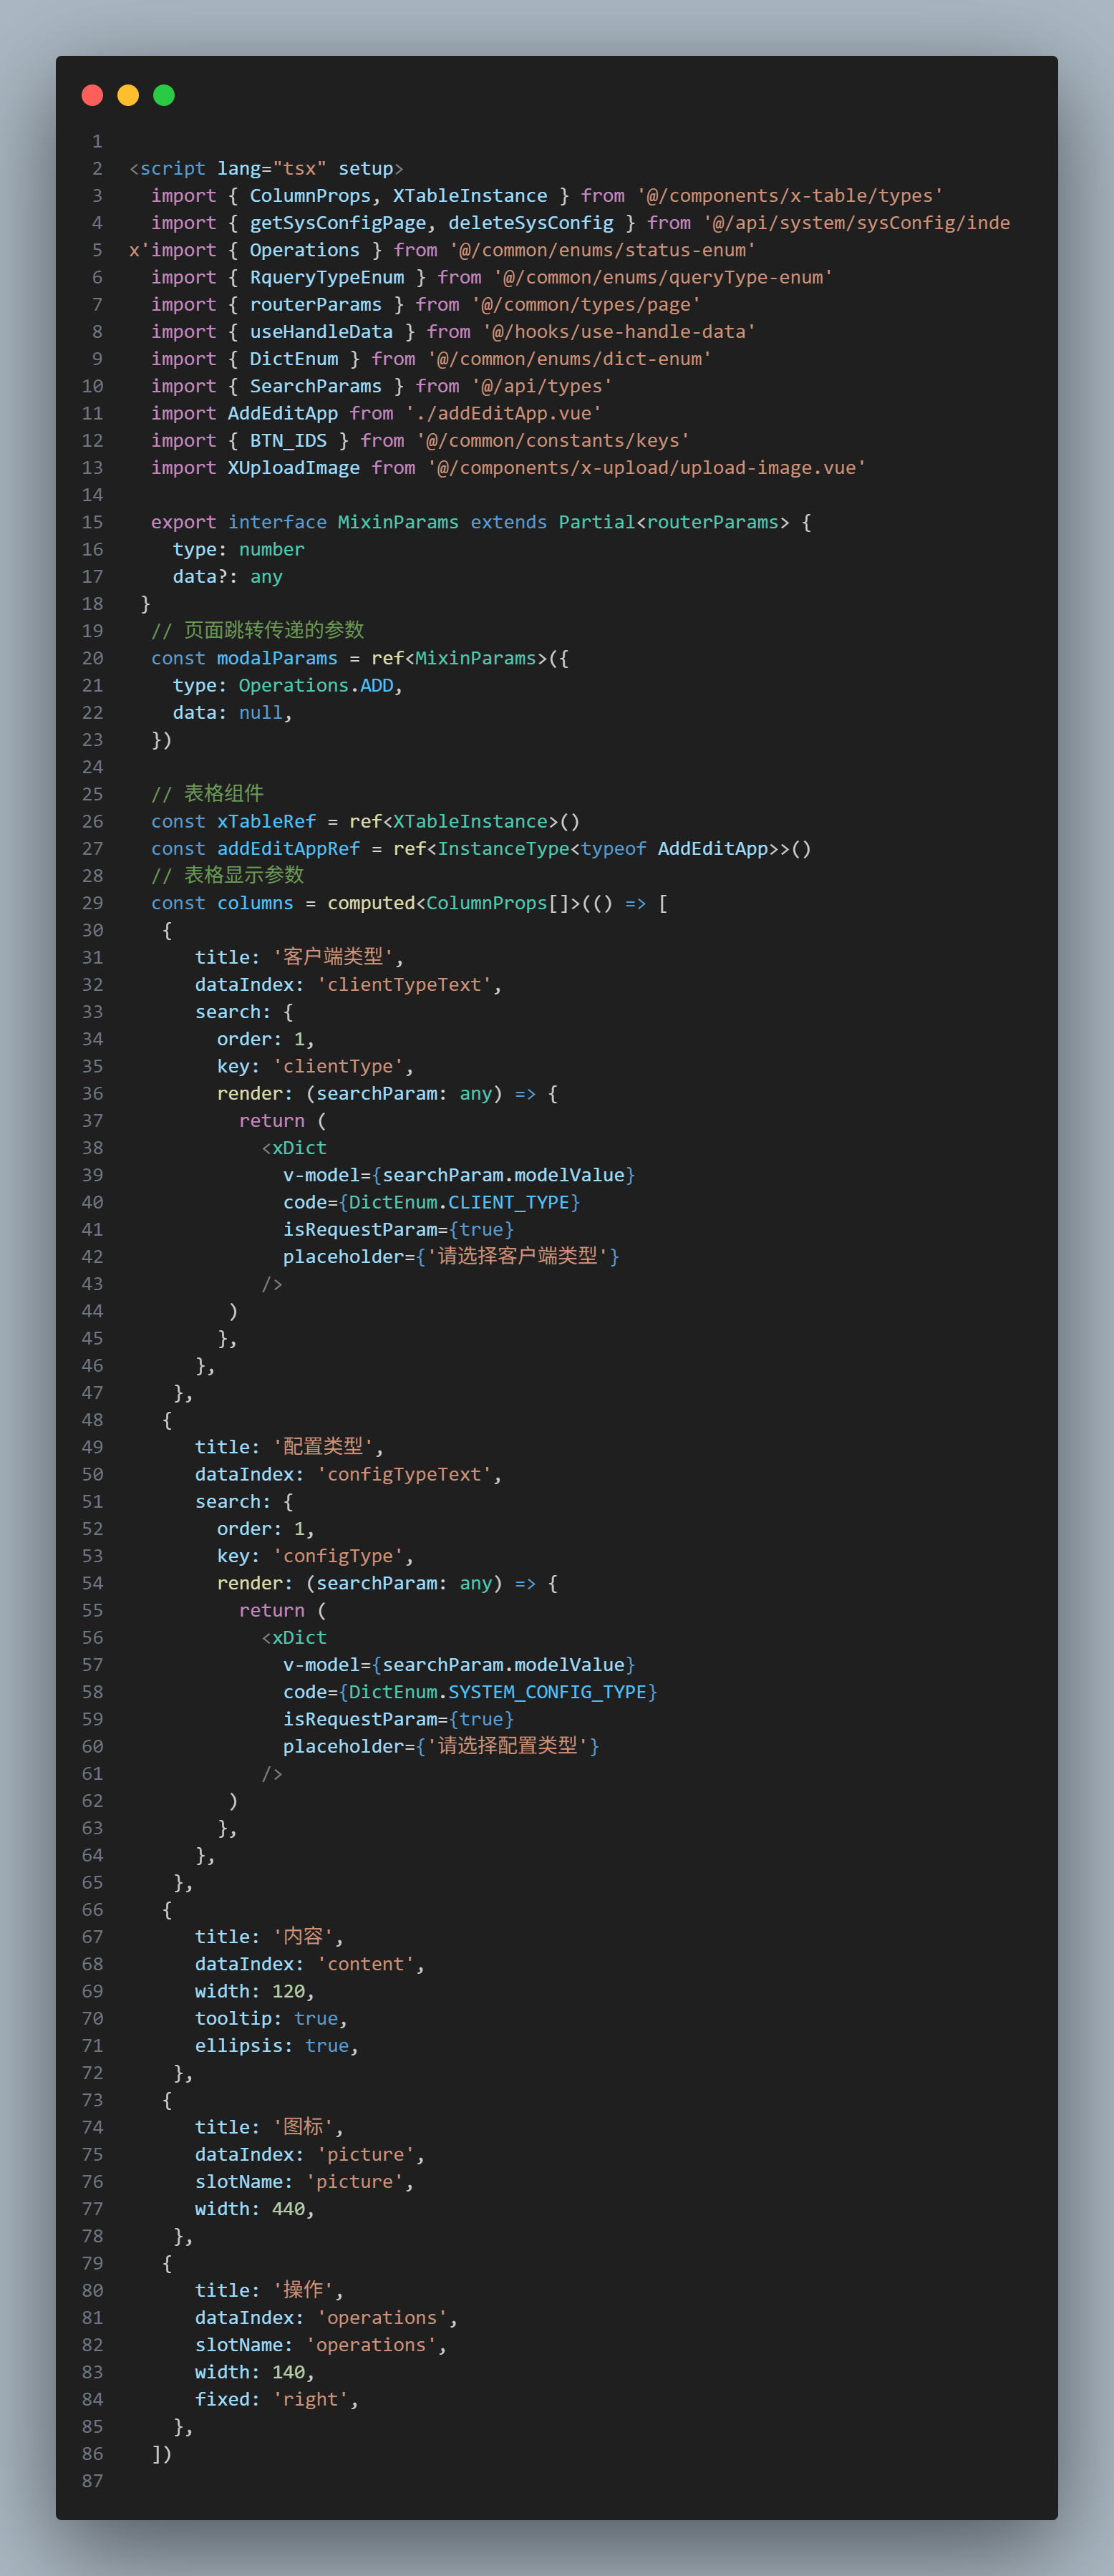 1
2 <script lang="tsx" setup>
3   import { ColumnProps, XTableInstance } from '@/components/x-table/types'
4   import { getSysConfigPage, deleteSysConfig } from '@/api/system/sysConfig/inde
5 x'import { Operations } from '@/common/enums/status-enum'
6   import { RqueryTypeEnum } from '@/common/enums/queryType-enum'
7   import { routerParams } from '@/common/types/page'
8   import { useHandleData } from '@/hooks/use-handle-data'
9   import { DictEnum } from '@/common/enums/dict-enum'
10   import { SearchParams } from '@/api/types'
11   import AddEditApp from './addEditApp.vue'
12   import { BTN_IDS } from '@/common/constants/keys'
13   import XUploadImage from '@/components/x-upload/upload-image.vue'
14
15   export interface MixinParams extends Partial<routerParams> {
16     type: number
17     data?: any
18  }
19   // 页面跳转传递的参数
20   const modalParams = ref<MixinParams>({
21     type: Operations.ADD,
22     data: null,
23   })
24
25   // 表格组件
26   const xTableRef = ref<XTableInstance>()
27   const addEditAppRef = ref<InstanceType<typeof AddEditApp>>()
28   // 表格显示参数
29   const columns = computed<ColumnProps[]>(() => [
30    {
31       title: '客户端类型',
32       dataIndex: 'clientTypeText',
33       search: {
34         order: 1,
35         key: 'clientType',
36         render: (searchParam: any) => {
37           return (
38             <xDict
39               v-model={searchParam.modelValue}
40               code={DictEnum.CLIENT_TYPE}
41               isRequestParam={true}
42               placeholder={'请选择客户端类型'}
43             />
44          )
45         },
46       },
47     },
48    {
49       title: '配置类型',
50       dataIndex: 'configTypeText',
51       search: {
52         order: 1,
53         key: 'configType',
54         render: (searchParam: any) => {
55           return (
56             <xDict
57               v-model={searchParam.modelValue}
58               code={DictEnum.SYSTEM_CONFIG_TYPE}
59               isRequestParam={true}
60               placeholder={'请选择配置类型'}
61             />
62          )
63         },
64       },
65     },
66    {
67       title: '内容',
68       dataIndex: 'content',
69       width: 120,
70       tooltip: true,
71       ellipsis: true,
72     },
73    {
74       title: '图标',
75       dataIndex: 'picture',
76       slotName: 'picture',
77       width: 440,
78     },
79    {
80       title: '操作',
81       dataIndex: 'operations',
82       slotName: 'operations',
83       width: 140,
84       fixed: 'right',
85     },
86   ])
87